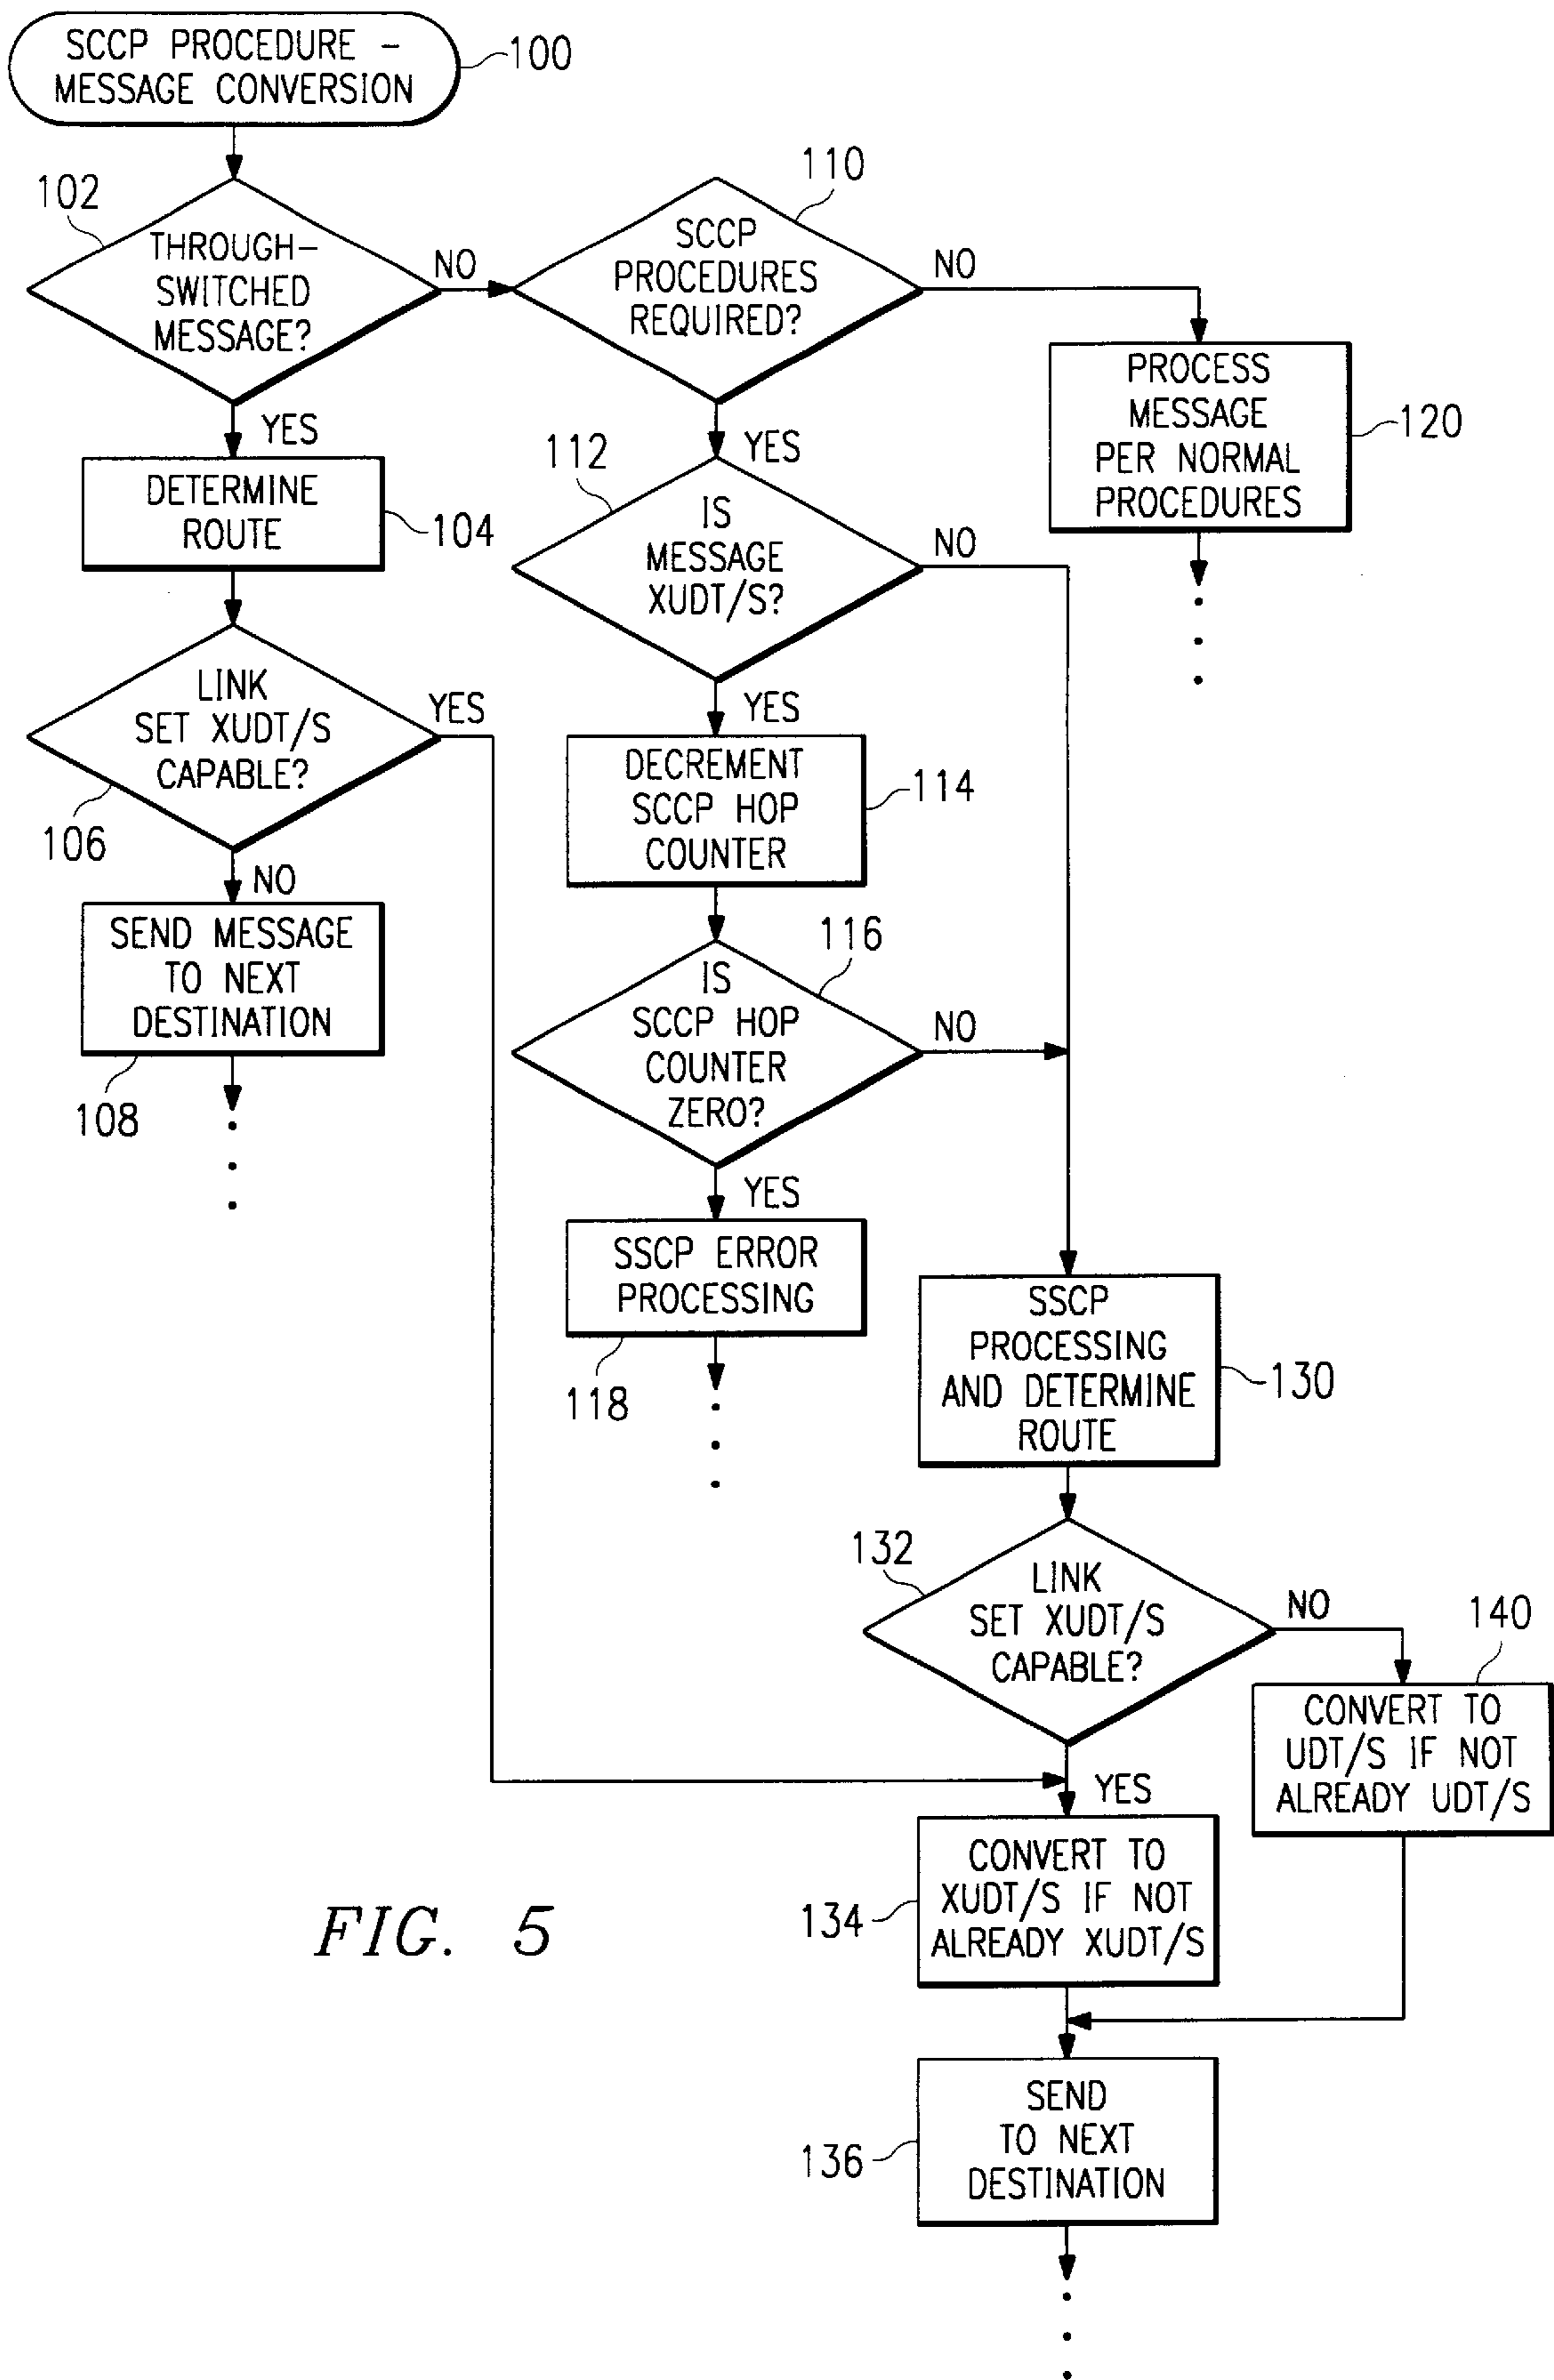 SCCP PROCEDURE -
MESSAGE CONVERSION
100
102
THROUGH-
SWITCHED
MESSAGE?
NO
YES
110
SCCP
PROCEDURES
REQUIRED?
NO
YES
PROCESS
MESSAGE
PER NORMAL
PROCEDURES
120
DETERMINE
ROUTE
104
112
IS
MESSAGE
XUDT/S?
NO
YES
LINK
SET XUDT/S
CAPABLE?
YES
106
NO
DECREMENT
SCCP HOP
COUNTER
114
SEND MESSAGE
TO NEXT
DESTINATION
108
116
IS
SCCP HOP
COUNTER
ZERO?
NO
YES
SSCP ERROR
PROCESSING
118
SSCP
PROCESSING
AND DETERMINE
ROUTE
130
132
LINK
SET XUDT/S
CAPABLE?
NO
YES
140
CONVERT TO
UDT/S IF NOT
ALREADY UDT/S
CONVERT TO
XUDT/S IF NOT
ALREADY XUDT/S
134
FIG. 5
SEND
TO NEXT
DESTINATION
136